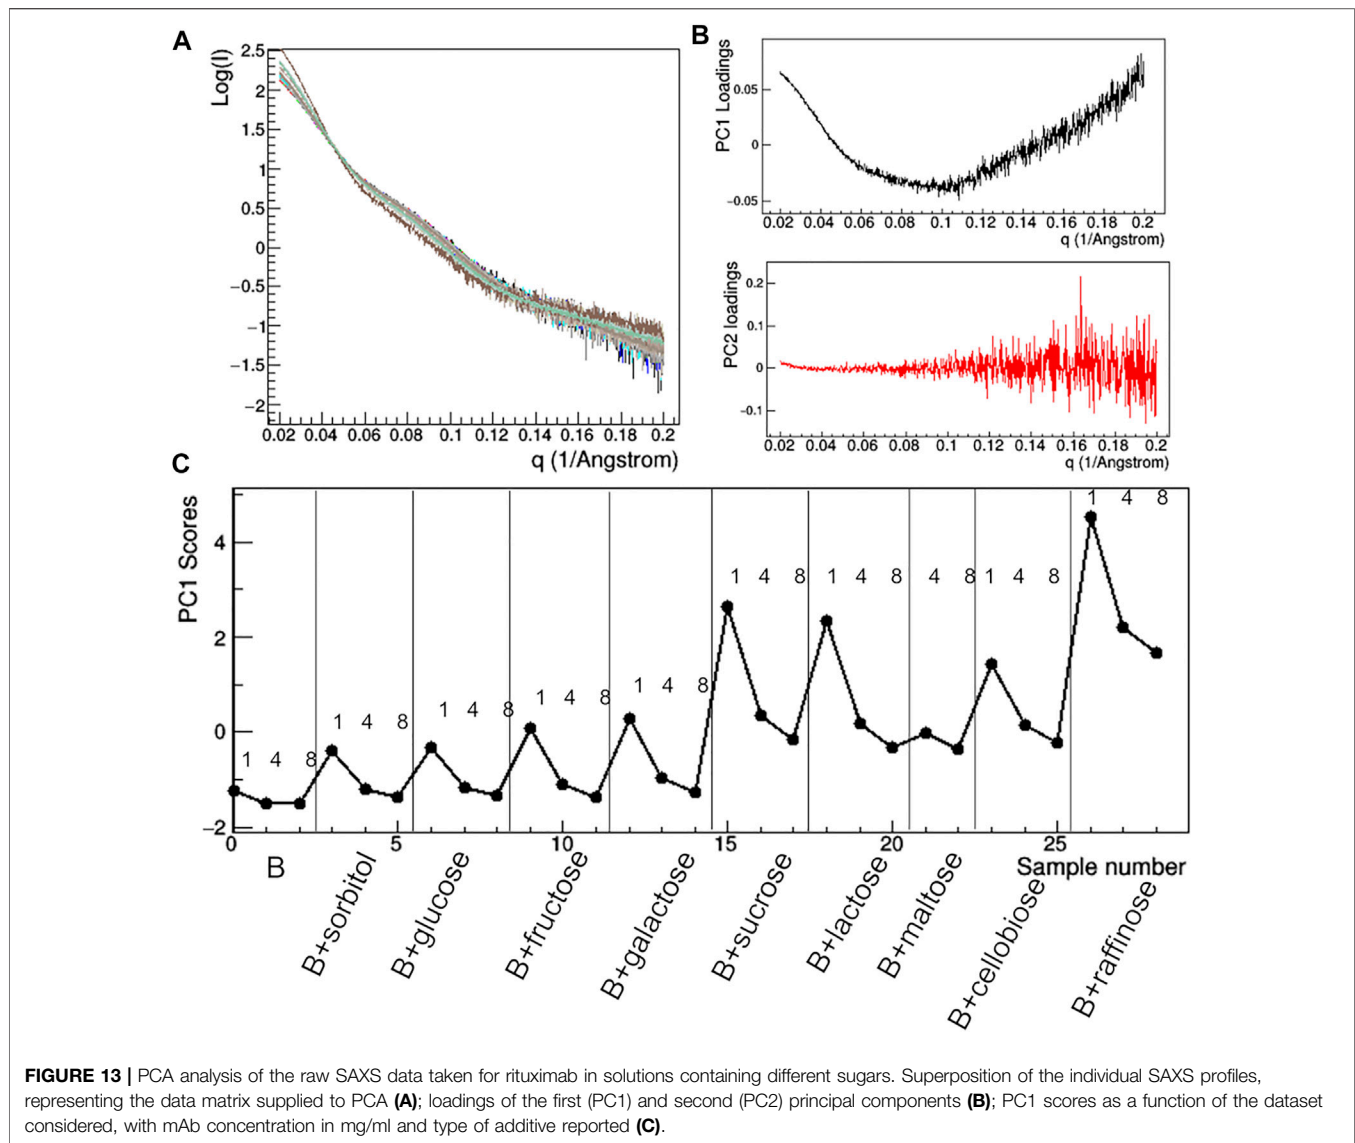 A
Log(I)
2.5
2
1.5
1
0.5
0
−0.5
−1
−1.5
−2
0.02 0.04 0.06 0.08 0.1 0.12 0.14 0.16 0.18 0.2
q (1/Angstrom)
B
PC1 Loadings
0.05
0
−0.05
0.02 0.04 0.06 0.08 0.1 0.12 0.14 0.16 0.18 0.2
q (1/Angstrom)
PC2 loadings
0.2
0.1
0
−0.1
0.02 0.04 0.06 0.08 0.1 0.12 0.14 0.16 0.18 0.2
q (1/Angstrom)
C
PC1 Scores
4
2
0
−2
1 4 8
1 4 8
1 4 8
1 4 8
1 4 8
1 4 8
1 4 8
4 8
1 4 8
1 4 8
0 5 10 15 20 25
Sample number
B
B+sorbitol
B+glucose
B+fructose
B+galactose
B+sucrose
B+lactose
B+maltose
B+cellobiose
B+raffinose
FIGURE 13 | PCA analysis of the raw SAXS data taken for rituximab in solutions containing different sugars. Superposition of the individual SAXS profiles,
representing the data matrix supplied to PCA (A); loadings of the first (PC1) and second (PC2) principal components (B); PC1 scores as a function of the dataset
considered, with mAb concentration in mg/ml and type of additive reported (C).